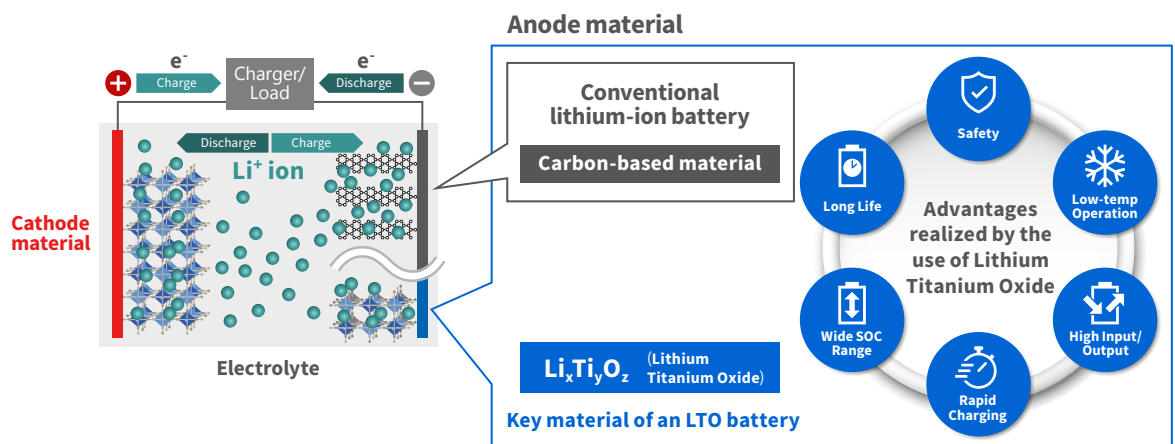 Anode material
e-
Charge
Charger/
Load
e-
Discharge
Discharge
Charge
Li+ ion
Cathode
material
Electrolyte
Conventional
lithium-ion battery
Carbon-based material
LixTiyOz
(Lithium
Titanium Oxide)
Key material of an LTO battery
Safety
Long Life
Low-temp
Operation
Advantages
realized by the
use of Lithium
Titanium Oxide
Wide SOC
Range
High Input/
Output
Rapid
Charging